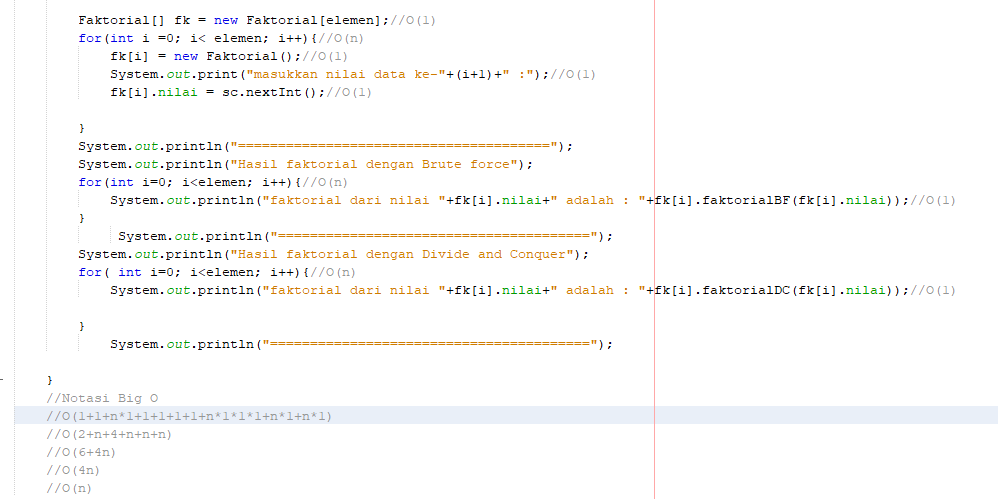 Faktorial[] fk = new Faktorial[elemen];//O(1)
for(int i =0; i< elemen; i++){//O(n)
fk[i] = new Faktorial();//O(1)
System.out.print("masukkan nilai data ke-"+(i+1)+" :");//O(1)
fk[i].nilai = sc.nextInt();//O(1)
}
System.out.println("=======================================");
System.out.println("Hasil faktorial dengan Brute force");
for(int i=0; i<elemen; i++){//O(n)
System.out.println("faktorial dari nilai "+fk[i].nilai+" adalah : "+fk[i].faktorialBF(fk[i].nilai));//O(1)
}
System.out.println("=======================================");
System.out.println("Hasil faktorial dengan Divide and Conquer");
for( int i=0; i<elemen; i++){//O(n)
System.out.println("faktorial dari nilai "+fk[i].nilai+" adalah : "+fk[i].faktorialDC(fk[i].nilai));//O(1)
}
System.out.println("========================================");
}
//Notasi Big O
//O(1+1+n*1+1+1+1+1+n*1*1*1+n*1+n*1)
//O(2+n+4+n+n+n)
//O(6+4n)
//O(4n)
//O(n)